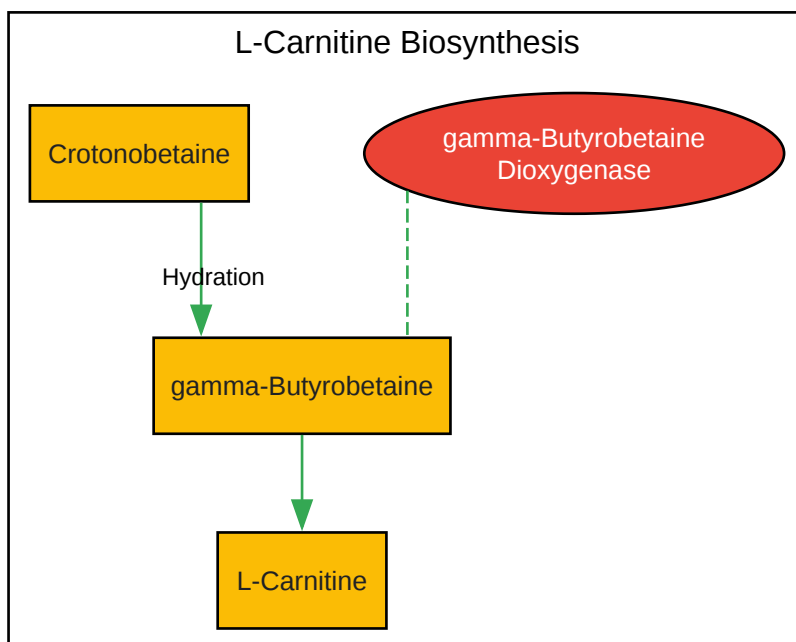 L-Carnitine Biosynthesis
Crotonobetaine
gamma-Butyrobetaine
Dioxygenase
Hydration
gamma-Butyrobetaine
L-Carnitine